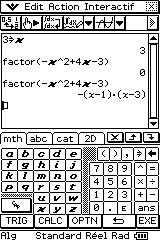 Edit Action Interactif
3⇒x
3
factor(-x^2+4x-3)
0
factor(-x^2+4x-3)
-(x-1)·(x-3)
mth abc cat 2D
a b c d e f
g h i j k l
m n o p q r
s t u v w x
y z
( ) , ⇒
7 8 9 ^ =
4 5 6 × ÷
1 2 3 + -
0 . E ans
TRIG CALC OPTN EXE
Alg Standard Réel Rad